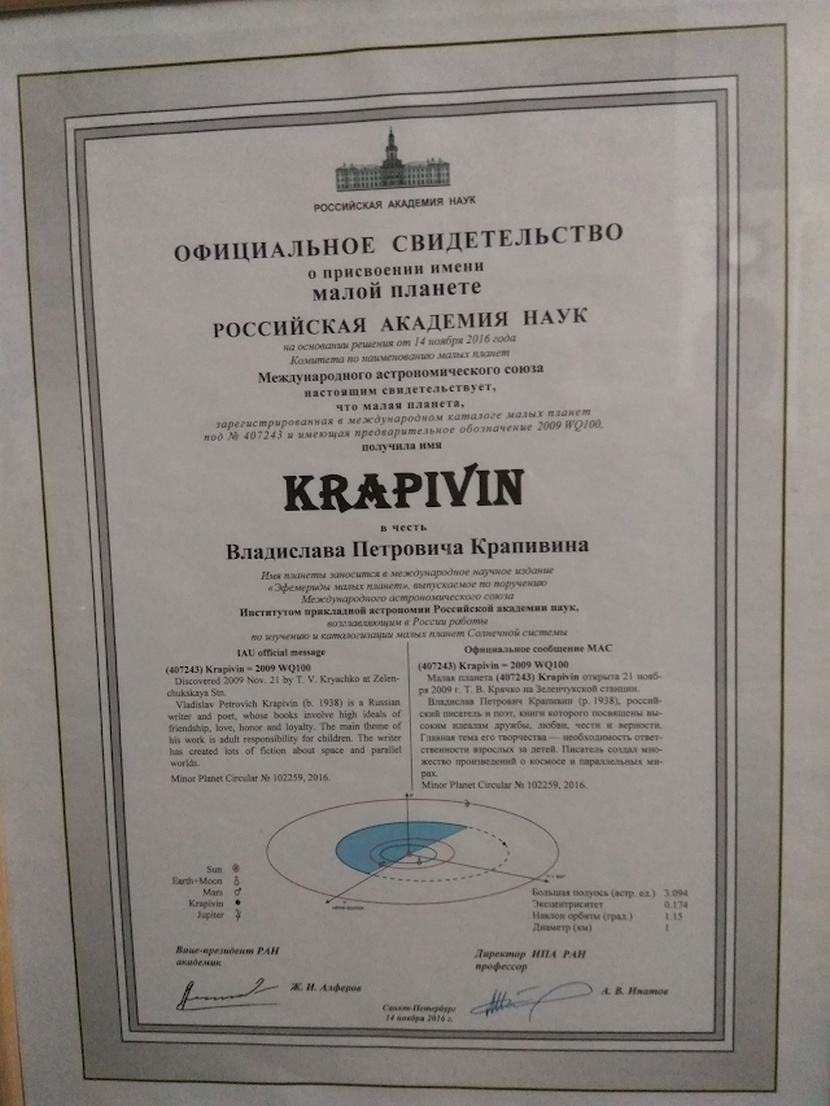 РОССИЙСКАЯ АКАДЕМИЯ НАУК
ОФИЦИАЛЬНОЕ СВИДЕТЕЛЬСТВО
о присвоении имени
малой планете
РОССИЙСКАЯ АКАДЕМИЯ НАУК
на основании решения от 14 ноября 2016 года
Комитета по наименованию малых планет
Международного астрономического союза
настоящим свидетельствует,
что малая планета,
зарегистрированная в международном каталоге малых планет
под № 407243 и имеющая предварительное обозначение 2009 WQ100,
получила имя
KRAPIVIN
в честь
Владислава Петровича Крапивина
Имя планеты заносится в международное научное издание
«Эфемериды малых планет», выпускаемое по поручению
Международного астрономического союза
Институтом прикладной астрономии Российской академии наук,
возглавляющим в России работы
по изучению и каталогизации малых планет Солнечной системы
IAU official message
(407243) Krapivin = 2009 WQ100
Discovered 2009 Nov. 21 by T. V. Kryachko at Zelen-
chukskaya Stn.
Vladislav Petrovich Krapivin (b. 1938) is a Russian
writer and poet, whose books involve high ideals of
friendship, love, honor and loyalty. The main theme of
his work is adult responsibility for children. The writer
has created lots of fiction about space and parallel
worlds.
Minor Planet Circular № 102259, 2016.
Официальное сообщение МАС
(407243) Krapivin = 2009 WQ100
Малая планета (407243) Krapivin открыта 21 нояб-
ря 2009 г. Т. В. Крячко на Зеленчукской станции.
Владислав Петрович Крапивин (р. 1938), россий-
ский писатель и поэт, книги которого посвящены вы-
соким идеалам дружбы, любви, чести и верности.
Главная тема его творчества — необходимость ответ-
ственности взрослых за детей. Писатель создал мно-
жество произведений о космосе и параллельных ми-
рах.
Minor Planet Circular № 102259, 2016.
Sun
Earth+Moon
Mars
Krapivin
Jupiter
Большая полуось (астр. ед.) 3.094
Эксцентриситет 0.174
Наклон орбиты (град.) 1.15
Диаметр (км) 1
Вице-президент РАН
академик
Ж. И. Алферов
Директор ИПА РАН
профессор
А. В. Ипатов
Санкт-Петербург
14 ноября 2016 г.